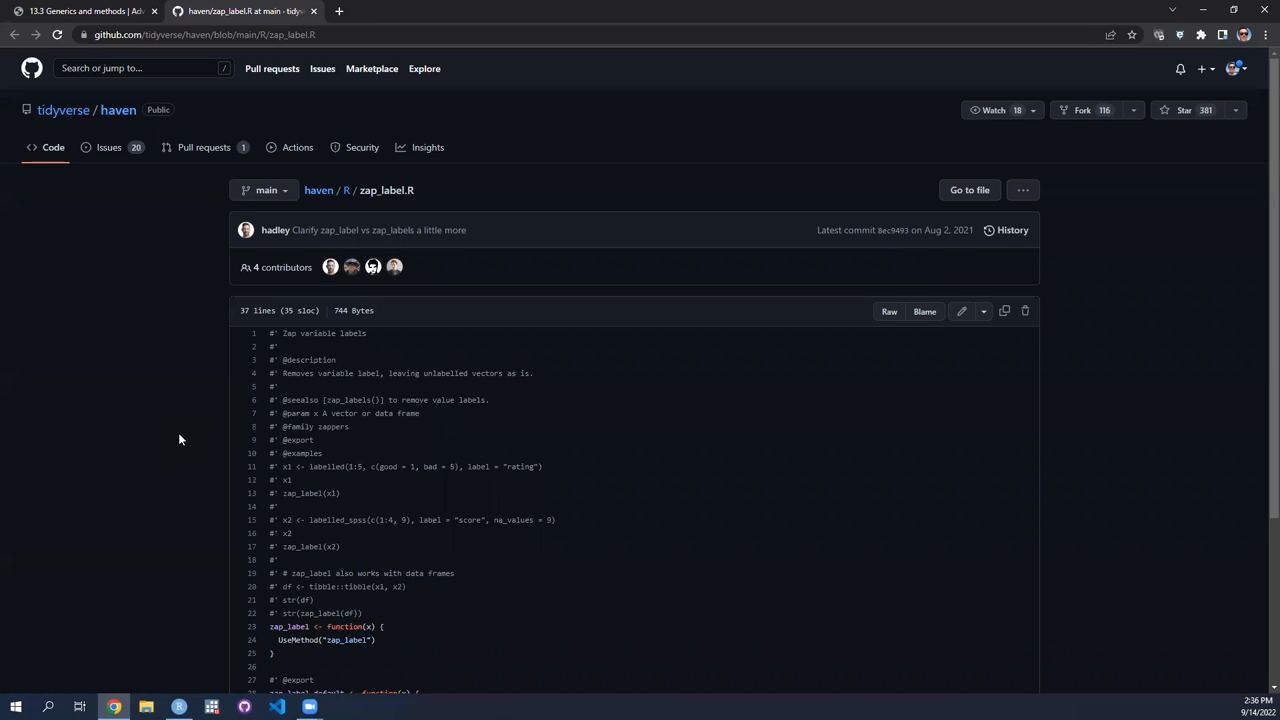 13.3 Generics and methods | Adv
haven/zap_label.R at main · tidyv
github.com/tidyverse/haven/blob/main/R/zap_label.R
Search or jump to...
/
Pull requests
Issues
Marketplace
Explore
tidyverse / haven
Public
Watch 18
Fork 116
Star 381
Code
Issues 20
Pull requests 1
Actions
Security
Insights
main
haven / R / zap_label.R
Go to file
...
hadley Clarify zap_label vs zap_labels a little more
Latest commit 8ec9493 on Aug 2, 2021
History
4 contributors
37 lines (35 sloc) | 744 Bytes
Raw
Blame
1 #' Zap variable labels
2 #'
3 #' @description
4 #' Removes variable label, leaving unlabelled vectors as is.
5 #'
6 #' @seealso [zap_labels()] to remove value labels.
7 #' @param x A vector or data frame
8 #' @family zappers
9 #' @export
10 #' @examples
11 #' x1 <- labelled(1:5, c(good = 1, bad = 5), label = "rating")
12 #' x1
13 #' zap_label(x1)
14 #'
15 #' x2 <- labelled_spss(c(1:4, 9), label = "score", na_values = 9)
16 #' x2
17 #' zap_label(x2)
18 #'
19 #' # zap_label also works with data frames
20 #' df <- tibble::tibble(x1, x2)
21 #' str(df)
22 #' str(zap_label(df))
23 zap_label <- function(x) {
24 UseMethod("zap_label")
25 }
26
27 #' @export
28 zap_label.default <- function(x) {
2:36 PM
9/14/2022